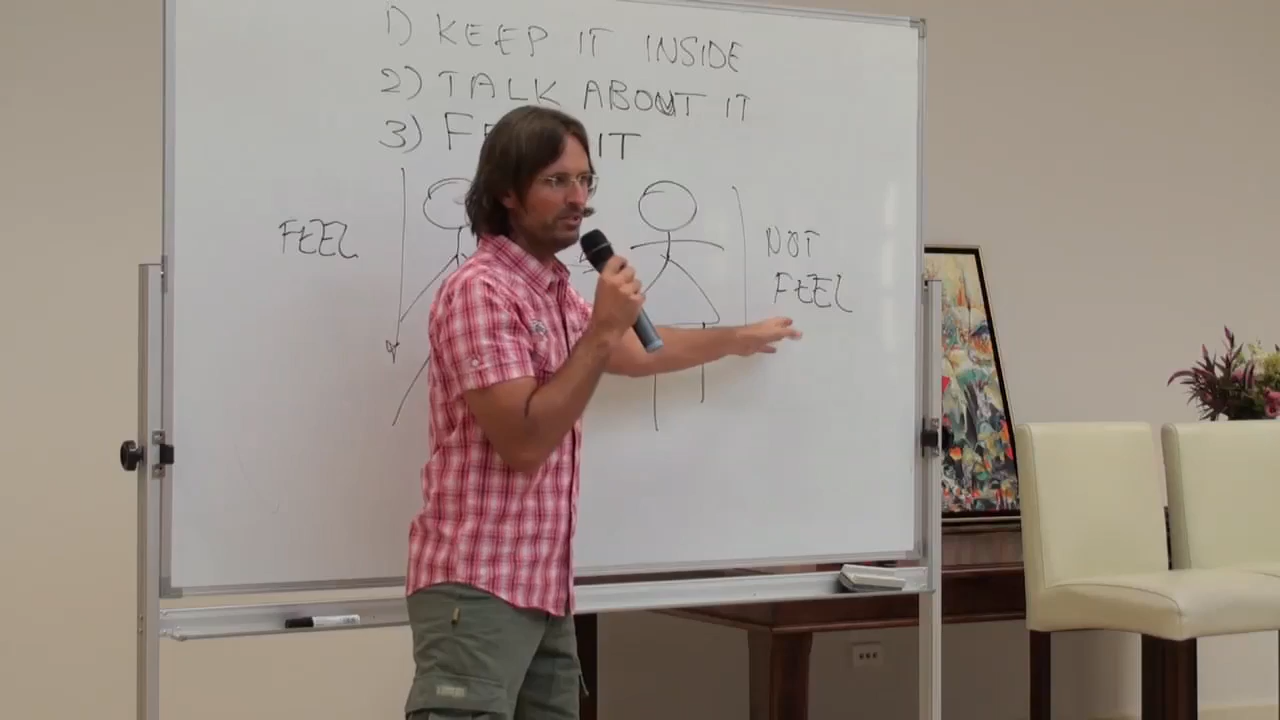 1) KEEP IT INSIDE
2) TALK ABOUT IT
3) IT
FEEL
NOT
FEEL